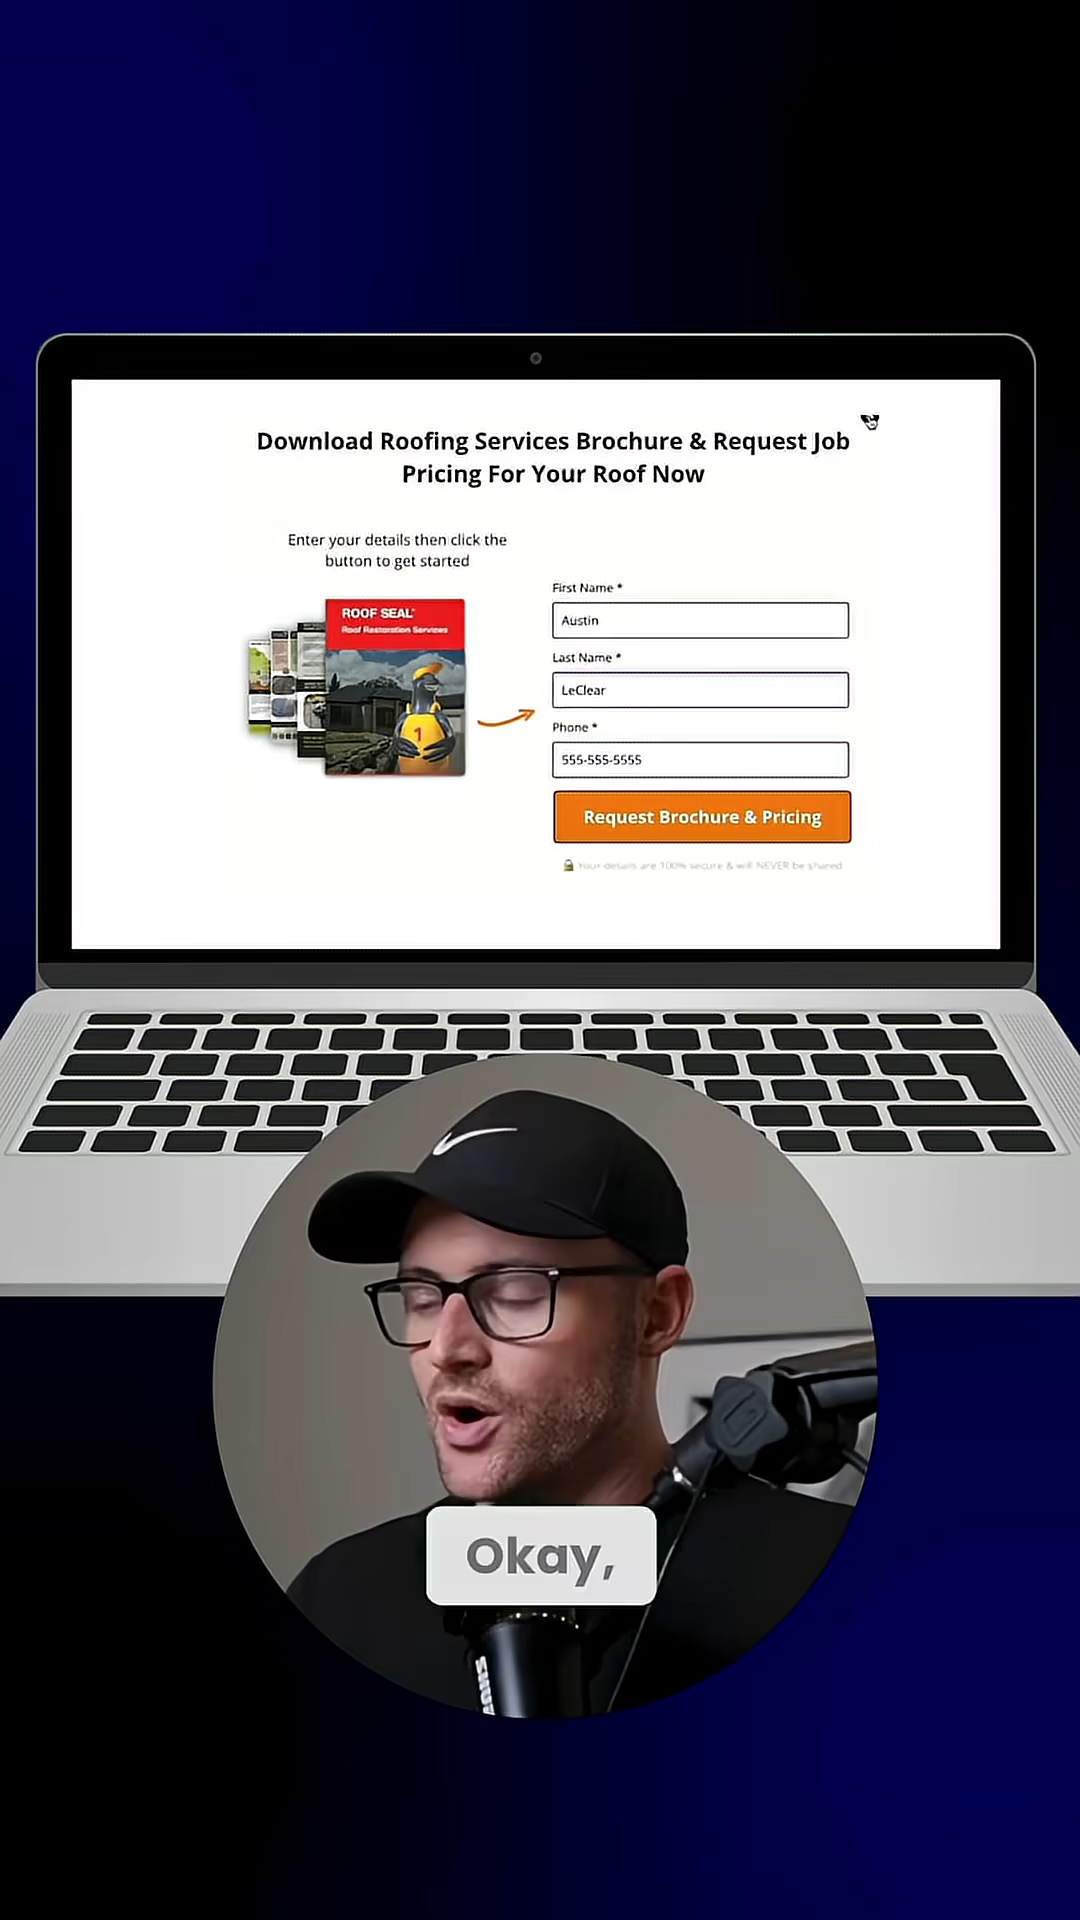 Download Roofing Services Brochure & Request Job
Pricing For Your Roof Now
Enter your details then click the
button to get started
ROOF SEAL
Roof Restoration Services
1
First Name *
Austin
Last Name *
LeClear
Phone *
555-555-5555
Request Brochure & Pricing
Your details are 100% secure & will NEVER be shared
Okay,